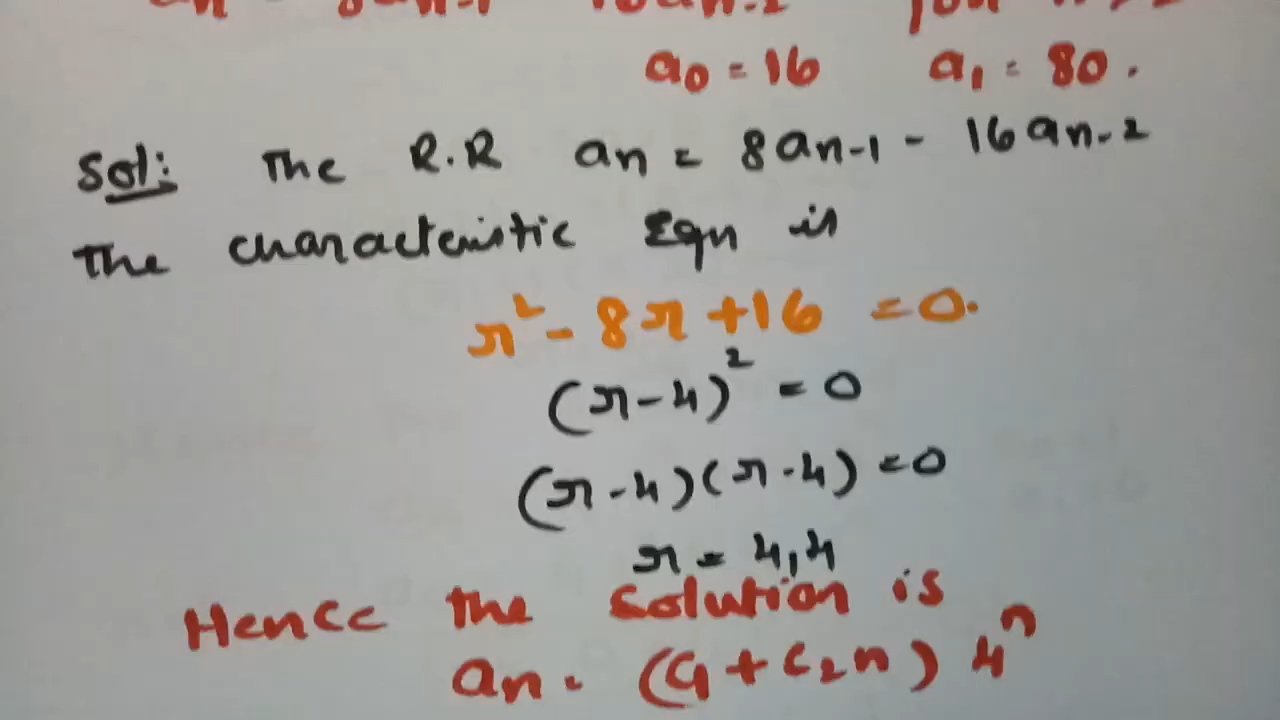 a₀ = 16 a₁ = 80.
Sol: The R.R an = 8an-1 - 16an-2
The characteristic Eqn is
r² - 8r + 16 = 0.
(r-4)² = 0
(r-4)(r-4) = 0
r = 4,4
Hence the solution is
an = (C₁ + C₂n) 4ⁿ